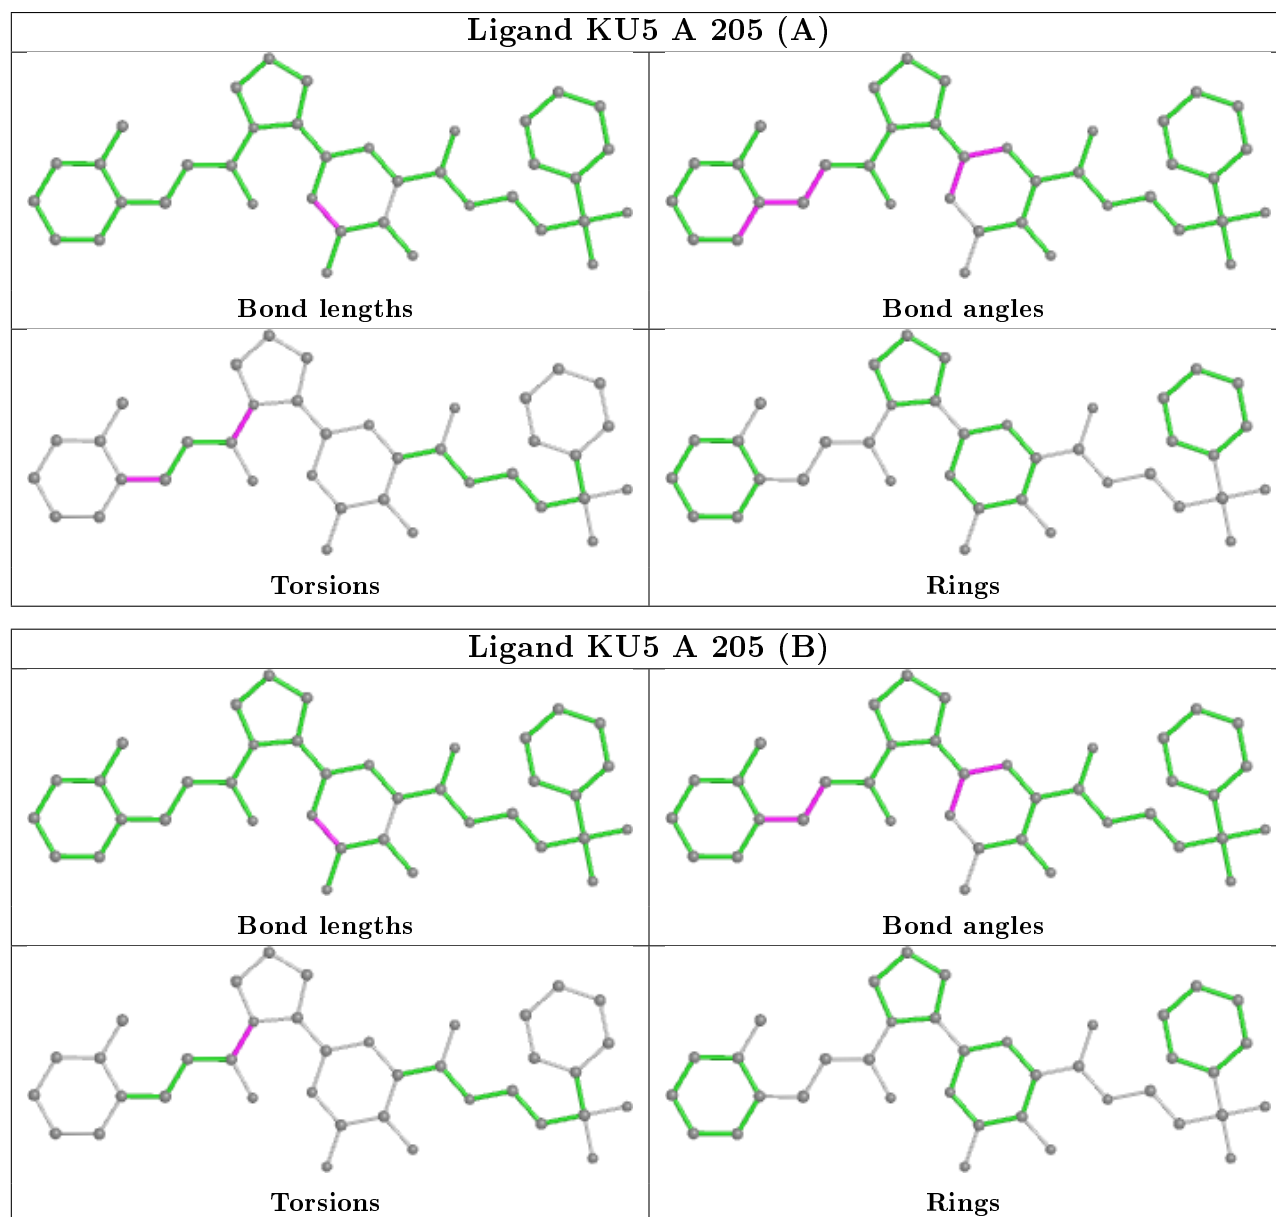 Ligand KU5 A 205 (A)
Bond lengths
Bond angles
Torsions
Rings
Ligand KU5 A 205 (B)
Bond lengths
Bond angles
Torsions
Rings